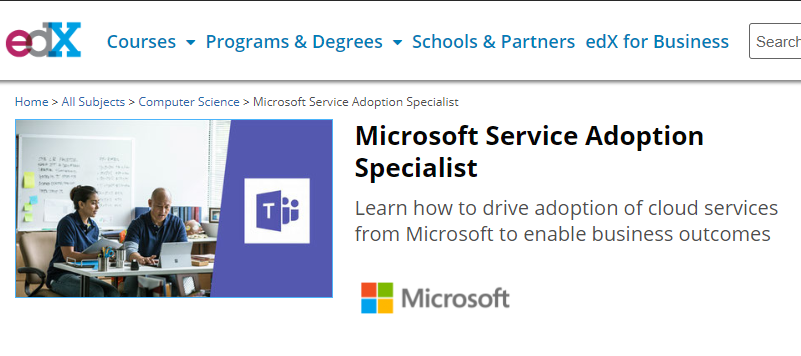 edX
Courses Programs & Degrees Schools & Partners edX for Business Search
Home > All Subjects > Computer Science > Microsoft Service Adoption Specialist
T
Microsoft Service Adoption
Specialist
Learn how to drive adoption of cloud services
from Microsoft to enable business outcomes
Microsoft